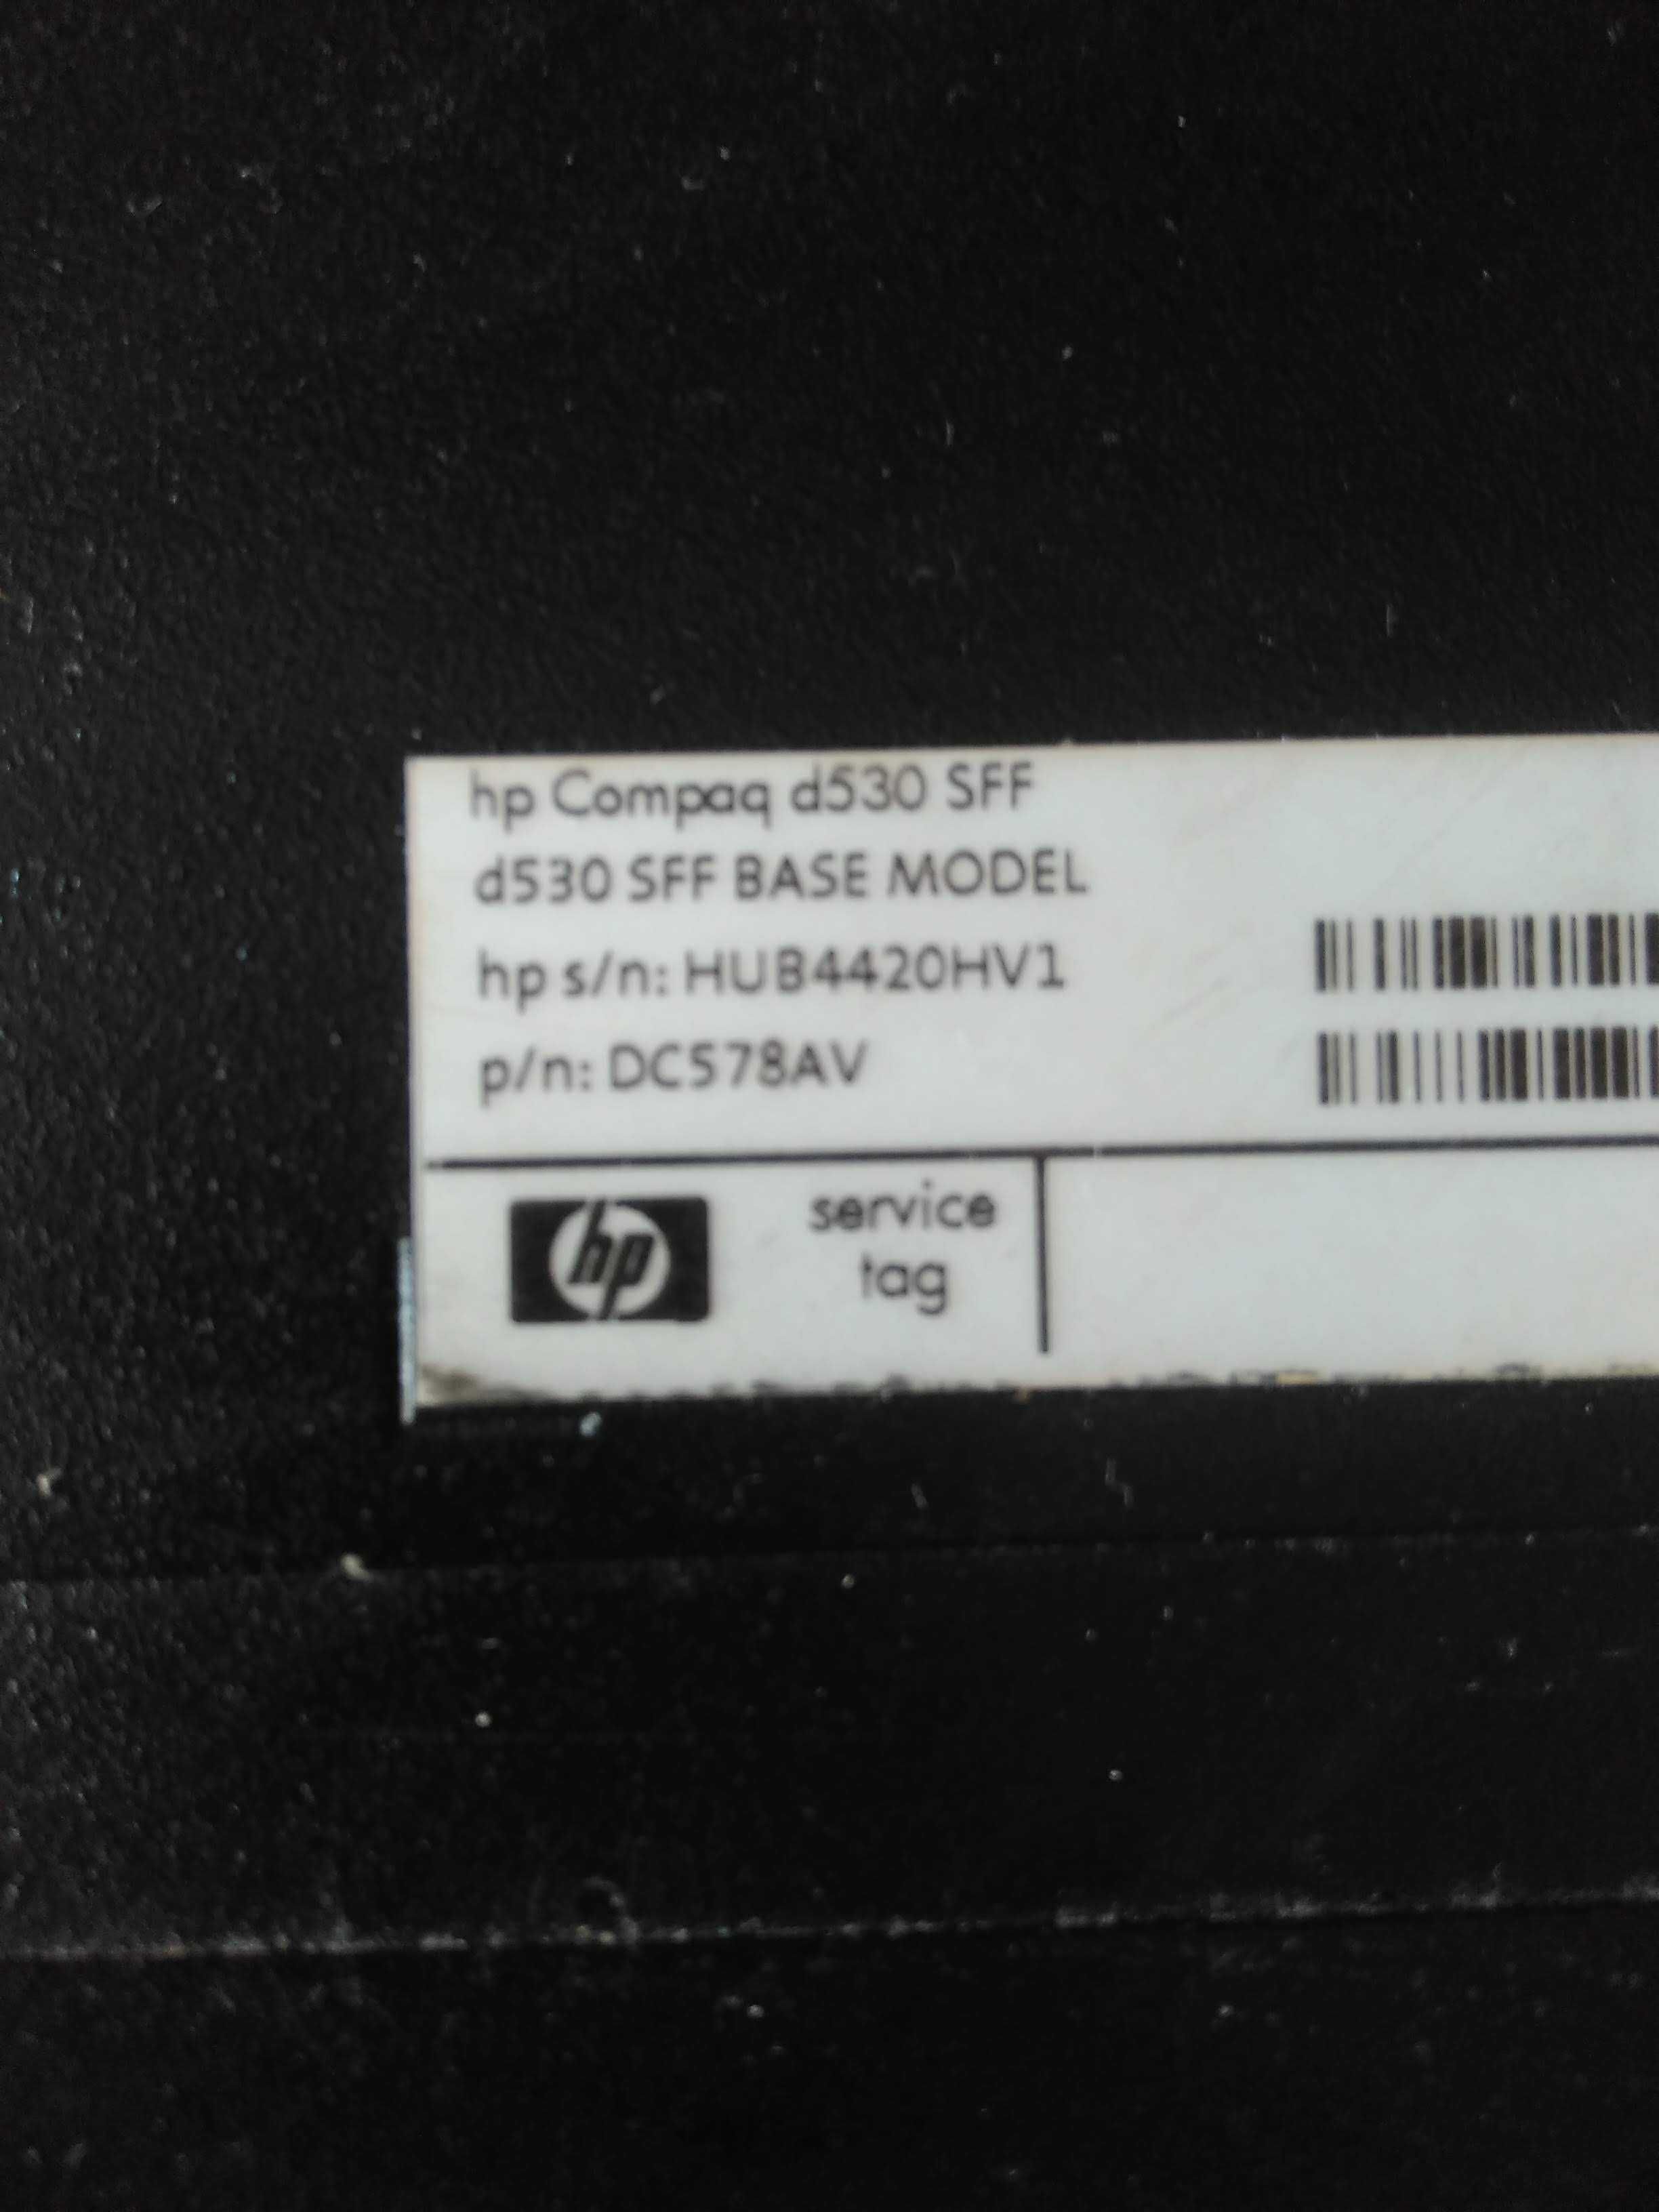 hp Compaq d530 SFF
d530 SFF BASE MODEL
hp s/n: HUB4420HV1
p/n: DC578AV
hp
service
tag